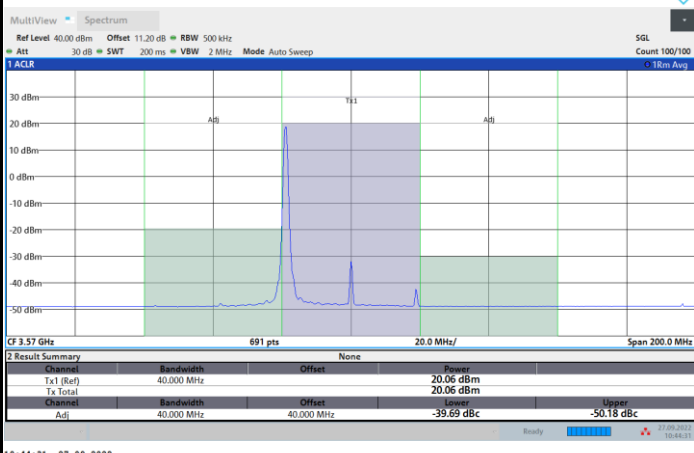 MultiView Spectrum
Ref Level 40.00 dBm Offset 11.20 dB RBW 500 kHz SGL
Att 30 dB SWT 200 ms VBW 2 MHz Mode Auto Sweep Count 100/100
1 ACLR 1Rm Avg
30 dBm
Tx1
20 dBm
Adj Adj
10 dBm
0 dBm
-10 dBm
-20 dBm
-30 dBm
-40 dBm
-50 dBm
CF 3.57 GHz 691 pts 20.0 MHz/ Span 200.0 MHz
2 Result Summary None
Channel Bandwidth Offset Power
Tx1 (Ref) 40.000 MHz 20.06 dBm
Tx Total 20.06 dBm
Channel Bandwidth Offset Lower Upper
Adj 40.000 MHz 40.000 MHz -39.69 dBc -50.18 dBc
Ready 27.09.2022
10:44:31